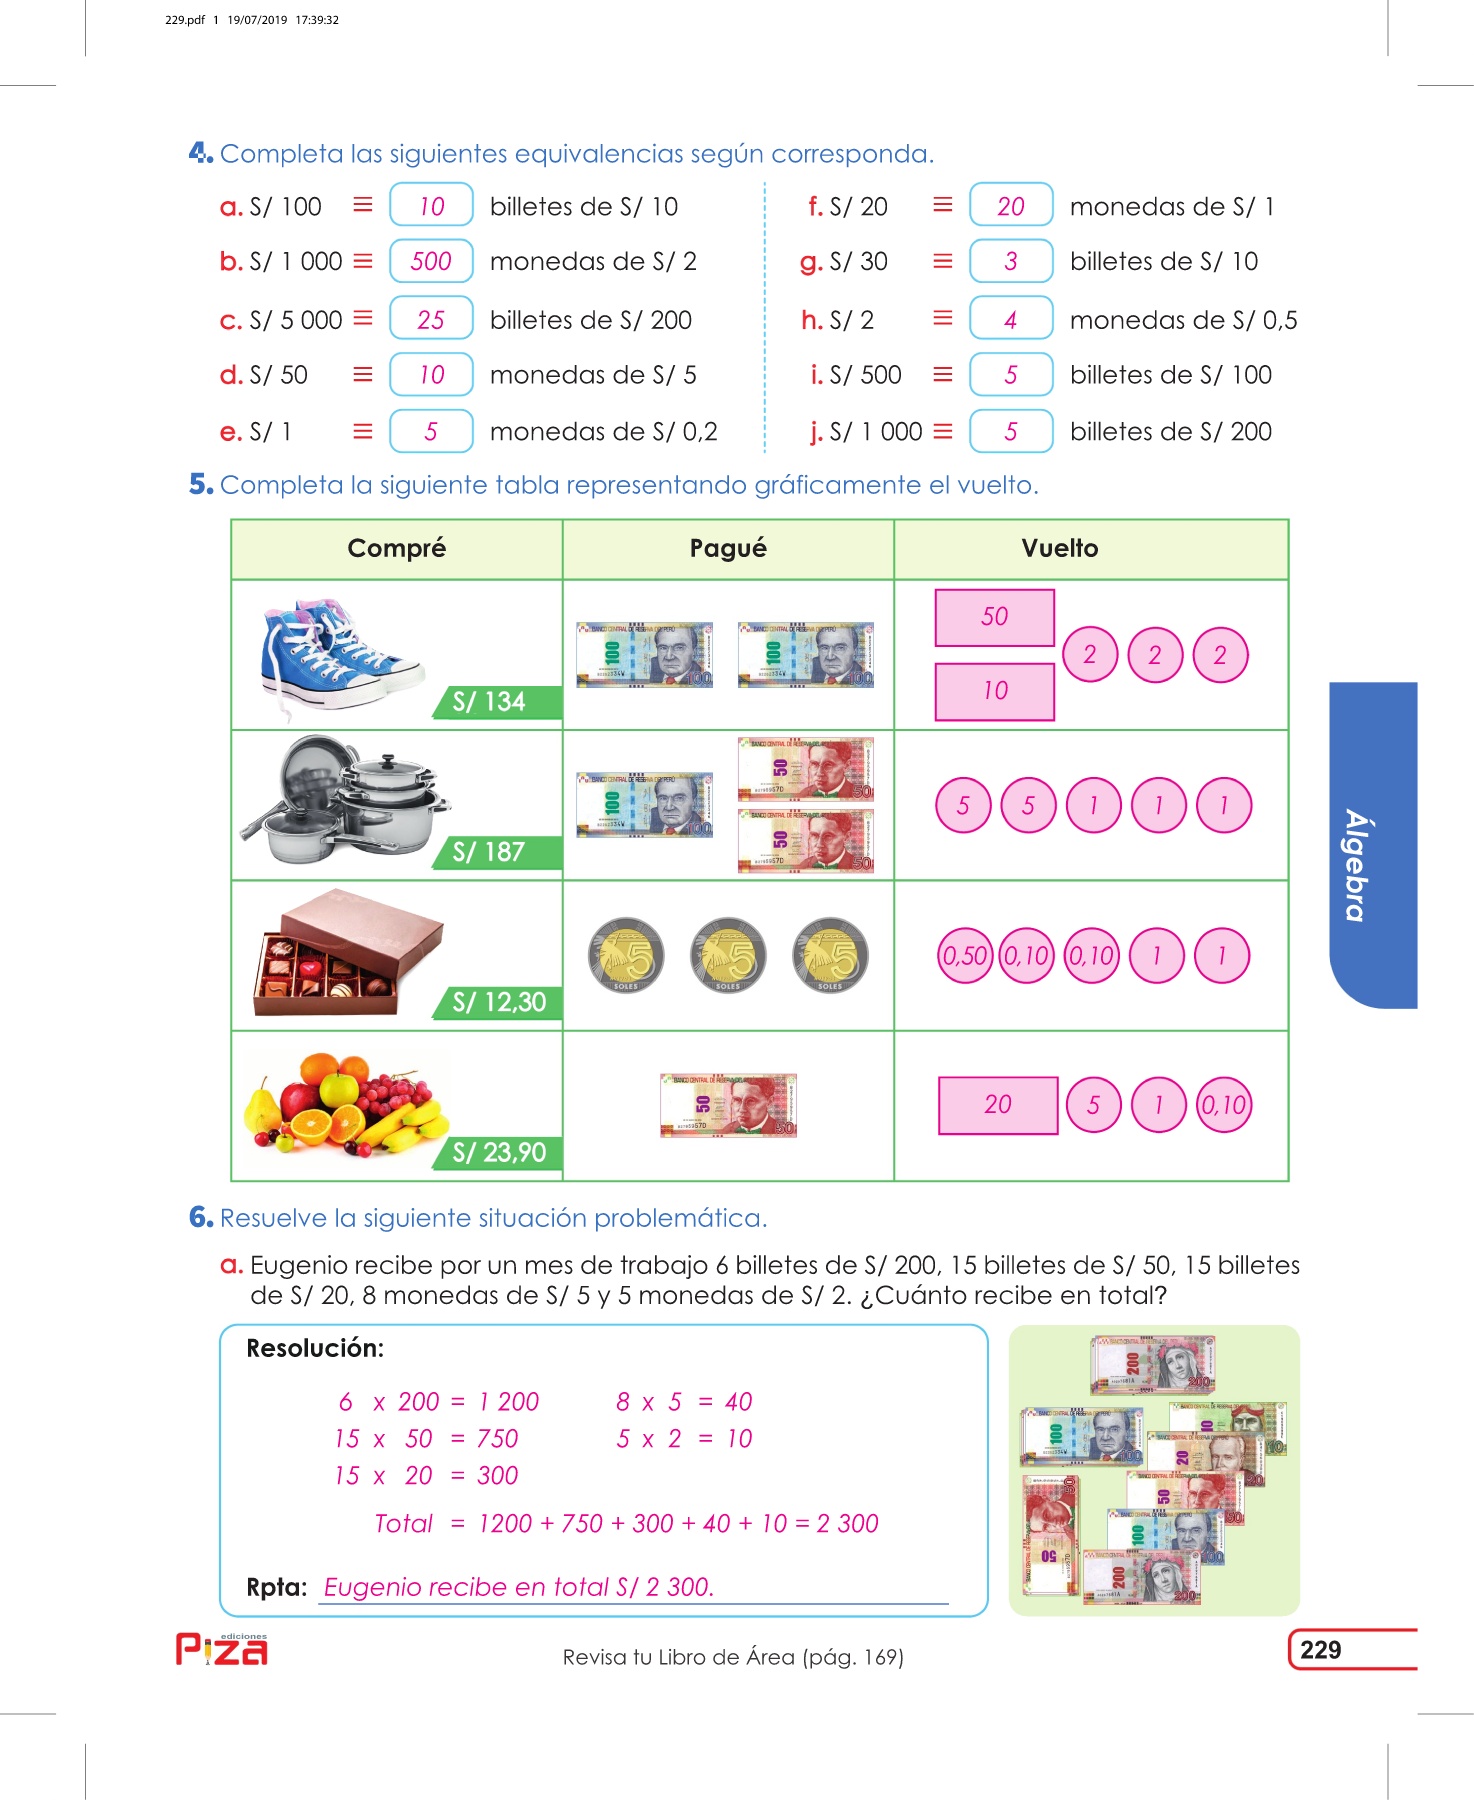 229.pdf 1 19/07/2019 17:39:32
4. Completa las siguientes equivalencias según corresponda.
a. S/ 100 ≡ 10 billetes de S/ 10
b. S/ 1 000 ≡ 500 monedas de S/ 2
c. S/ 5 000 ≡ 25 billetes de S/ 200
d. S/ 50 ≡ 10 monedas de S/ 5
e. S/ 1 ≡ 5 monedas de S/ 0,2
f. S/ 20 ≡ 20 monedas de S/ 1
g. S/ 30 ≡ 3 billetes de S/ 10
h. S/ 2 ≡ 4 monedas de S/ 0,5
i. S/ 500 ≡ 5 billetes de S/ 100
j. S/ 1 000 ≡ 5 billetes de S/ 200
5. Completa la siguiente tabla representando gráficamente el vuelto.
Compré Pagué Vuelto
S/ 134
100 100
50
10
2 2 2
S/ 187
100 50
50
5 5 1 1 1
S/ 12,30
5 SOLES 5 SOLES 5 SOLES
0,50 0,10 0,10 1 1
S/ 23,90
50
20 5 1 0,10
Álgebra
6. Resuelve la siguiente situación problemática.
a. Eugenio recibe por un mes de trabajo 6 billetes de S/ 200, 15 billetes de S/ 50, 15 billetes
de S/ 20, 8 monedas de S/ 5 y 5 monedas de S/ 2. ¿Cuánto recibe en total?
Resolución:
6 x 200 = 1 200 8 x 5 = 40
15 x 50 = 750 5 x 2 = 10
15 x 20 = 300
Total = 1200 + 750 + 300 + 40 + 10 = 2 300
Rpta: Eugenio recibe en total S/ 2 300.
ediciones
Piza
Revisa tu Libro de Área (pág. 169)
229